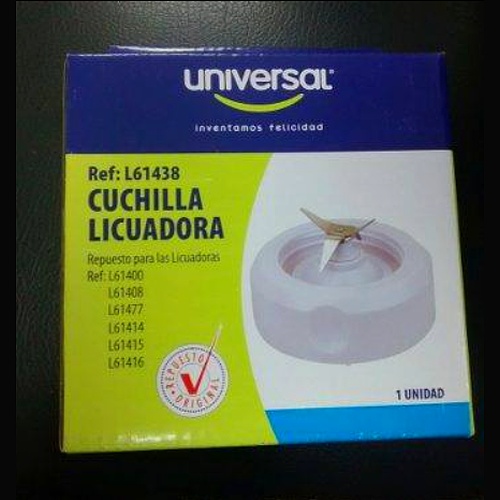 universal
inventamos felicidad
Ref: L61438
CUCHILLA
LICUADORA
Repuesto para las Licuadoras
Ref: L61400
L61408
L61477
L61414
L61415
L61416
REPUESTO
ORIGINAL
1 UNIDAD